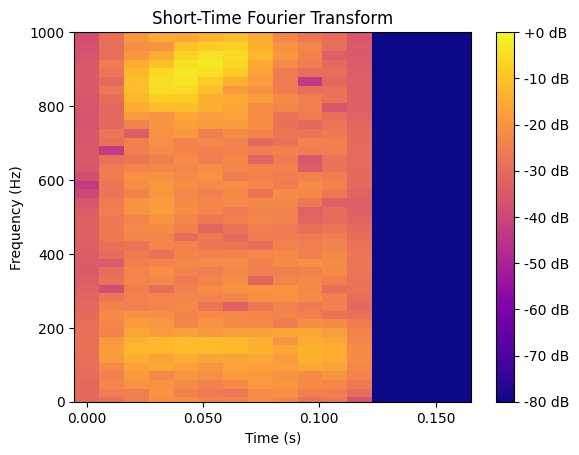 Short-Time Fourier Transform
1000
800
600
400
200
0
Frequency (Hz)
0.000
0.050
0.100
0.150
Time (s)
+0 dB
-10 dB
-20 dB
-30 dB
-40 dB
-50 dB
-60 dB
-70 dB
-80 dB